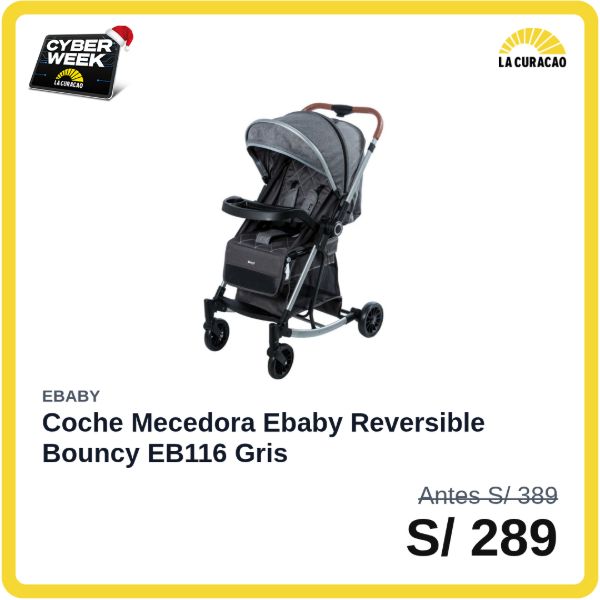 CYBER
WEEK
LA CURACAO
LA CURACAO
EBABY
Coche Mecedora Ebaby Reversible
Bouncy EB116 Gris
Antes S/ 389
S/ 289